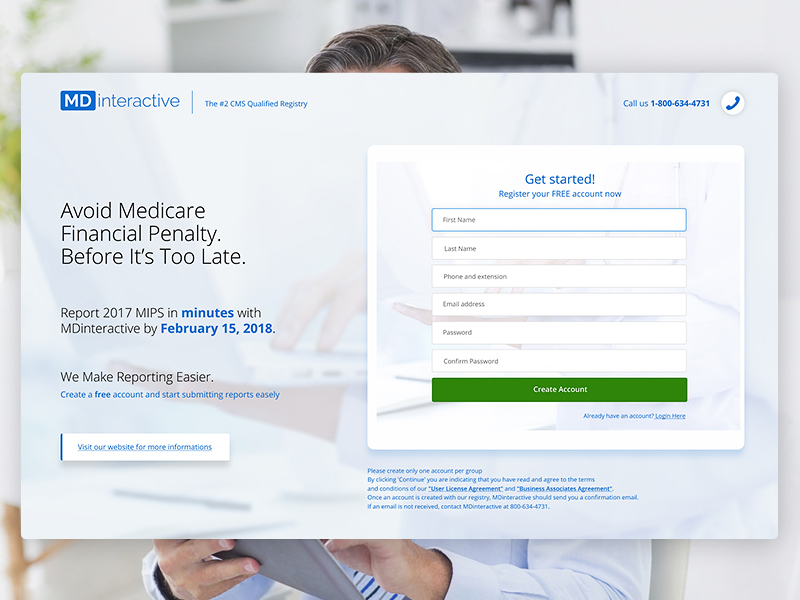 MDinteractive
The #2 CMS Qualified Registry
Call us 1-800-634-4731
Avoid Medicare
Financial Penalty.
Before It's Too Late.
Report 2017 MIPS in minutes with
MDinteractive by February 15, 2018.
We Make Reporting Easier.
Create a free account and start submitting reports easely
Visit our website for more informations
Get started!
Register your FREE account now
First Name
Last Name
Phone and extension
Email address
Password
Confirm Password
Create Account
Already have an account? Login Here
Please create only one account per group
By clicking 'Continue' you are indicating that you have read and agree to the terms
and conditions of our "User License Agreement" and "Business Associates Agreement".
Once an account is created with our registry, MDinteractive should send you a confirmation email.
If an email is not received, contact MDinteractive at 800-634-4731.